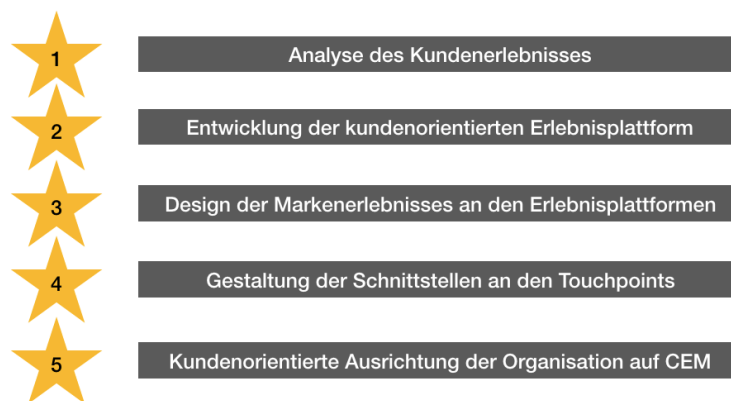 1 Analyse des Kundenerlebnisses
2 Entwicklung der kundenorientierten Erlebnisplattform
3 Design der Markenerlebnisses an den Erlebnisplattformen
4 Gestaltung der Schnittstellen an den Touchpoints
5 Kundenorientierte Ausrichtung der Organisation auf CEM